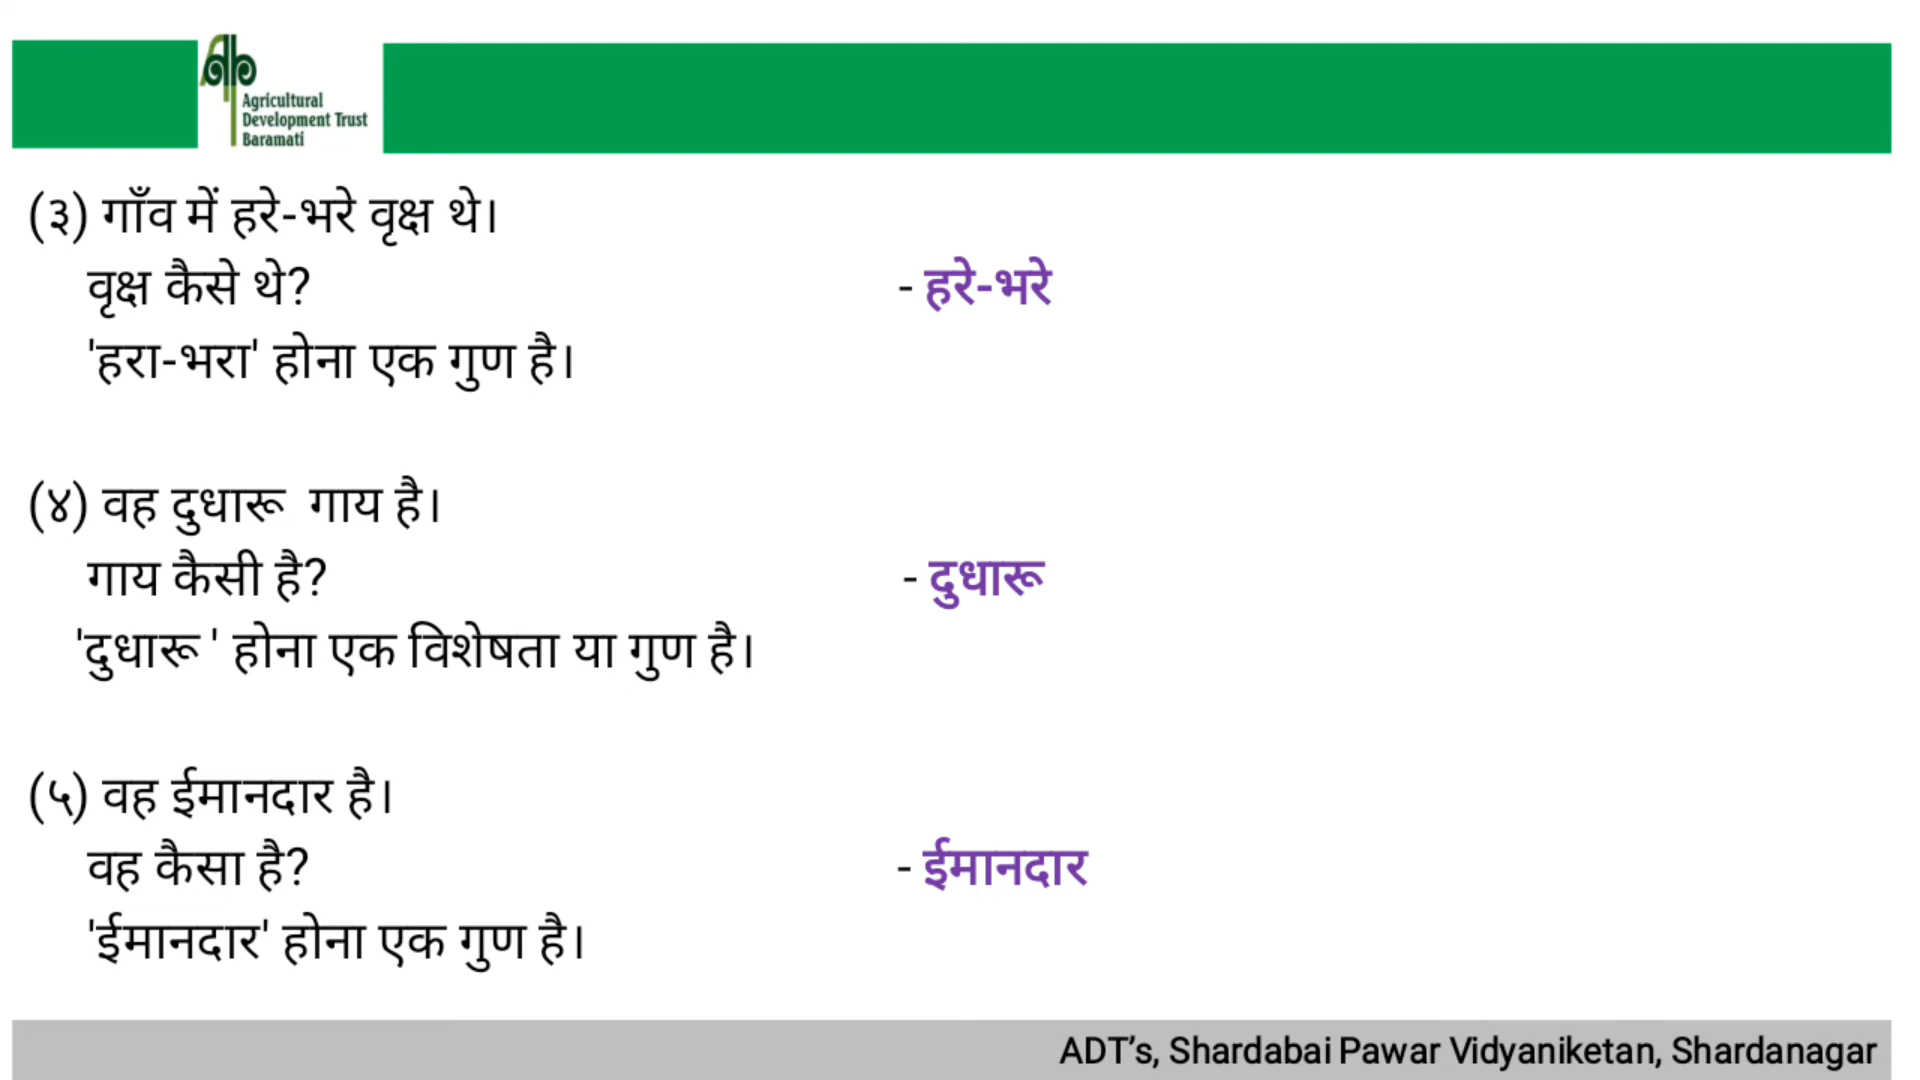 Agricultural
Development Trust
Baramati
(३) गाँव में हरे-भरे वृक्ष थे।
वृक्ष कैसे थे? - हरे-भरे
'हरा-भरा' होना एक गुण है।
(४) वह दुधारू गाय है।
गाय कैसी है? - दुधारू
'दुधारू ' होना एक विशेषता या गुण है।
(५) वह ईमानदार है।
वह कैसा है? - ईमानदार
'ईमानदार' होना एक गुण है।
ADT’s, Shardabai Pawar Vidyaniketan, Shardanagar